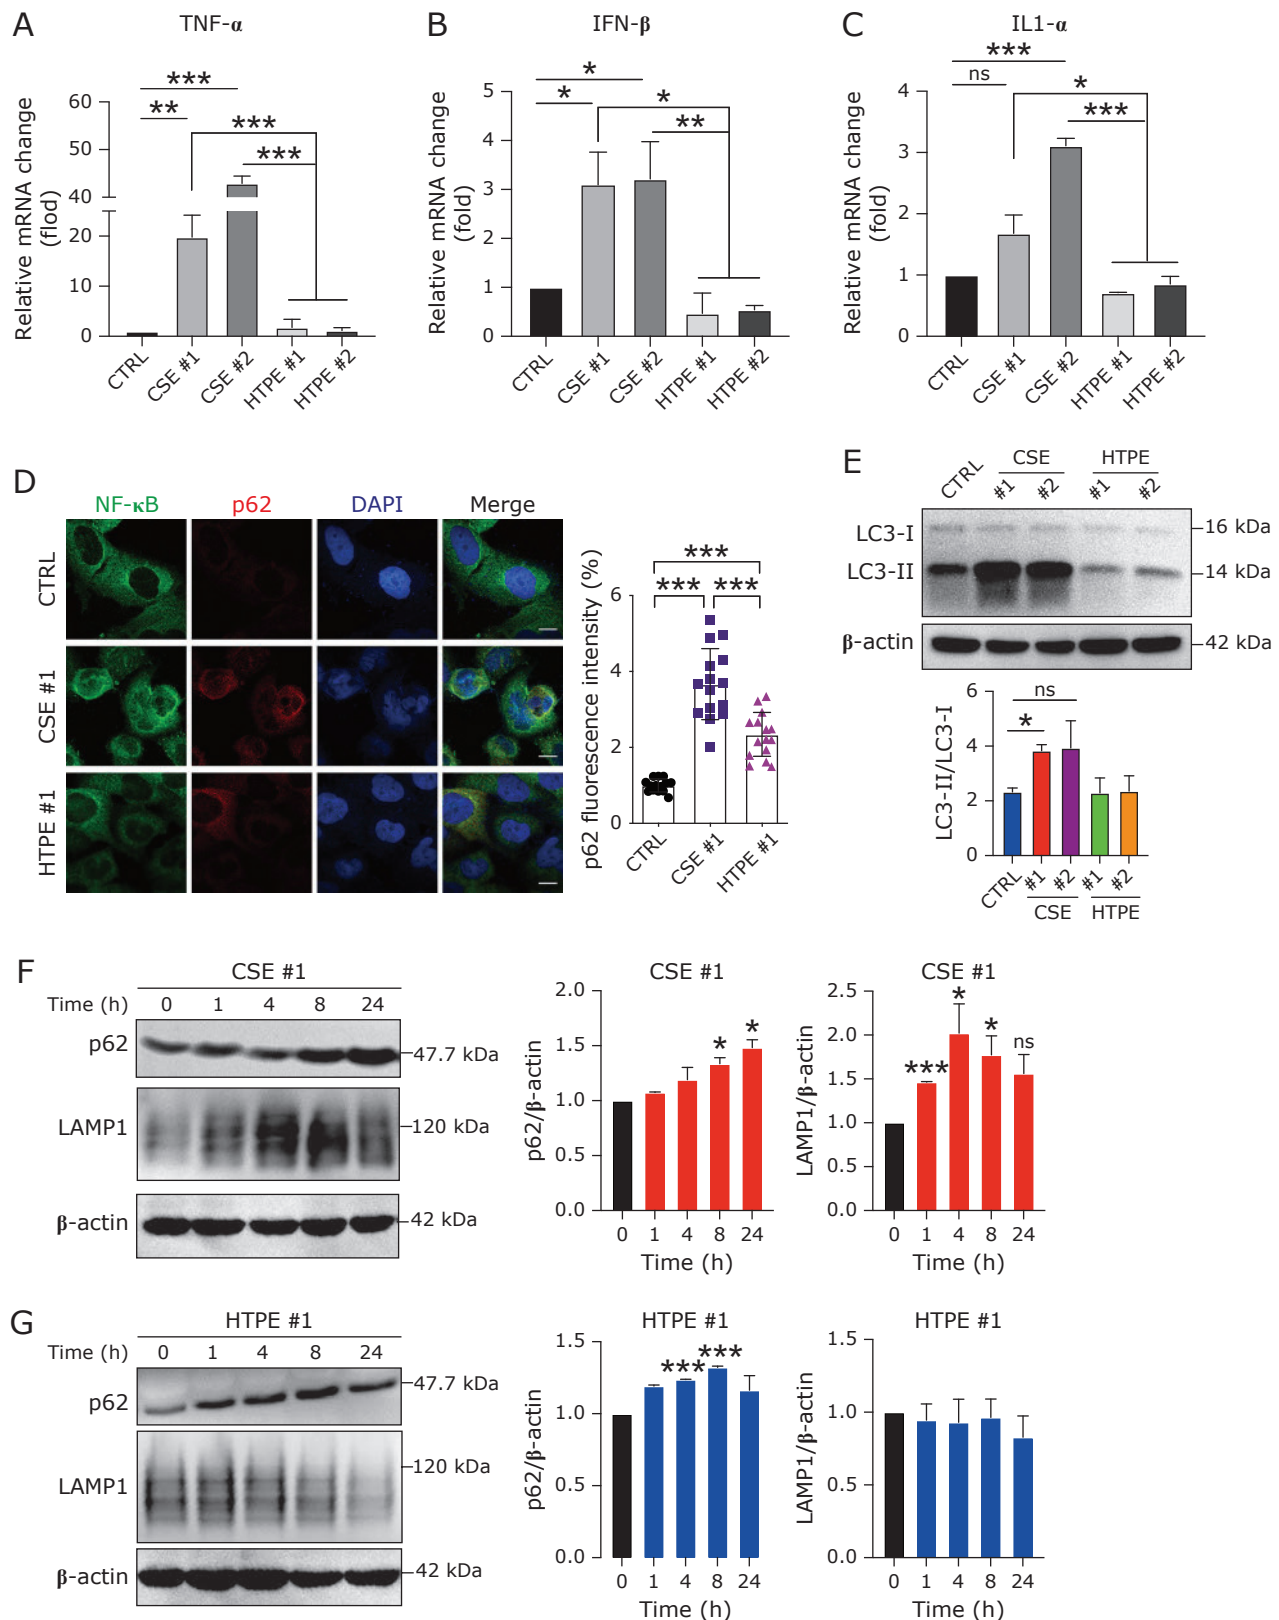 A
TNF-α
Relative mRNA change
(flod)
60
50
40
20
10
0
***
**
***
***
CTRL
CSE #1
CSE #2
HTPE #1
HTPE #2
B
IFN-β
Relative mRNA change
(fold)
5
4
3
2
1
0
*
*
*
**
CTRL
CSE #1
CSE #2
HTPE #1
HTPE #2
C
IL1-α
Relative mRNA change
(fold)
4
3
2
1
0
***
ns
*
***
CTRL
CSE #1
CSE #2
HTPE #1
HTPE #2
D
NF-κB p62 DAPI Merge
CTRL
CSE #1
HTPE #1
p62 fluorescence intensity (%)
6
4
2
0
***
*** ***
CTRL
CSE #1
HTPE #1
E
CTRL CSE HTPE
#1 #2 #1 #2
LC3-I 16 kDa
LC3-II 14 kDa
β-actin 42 kDa
LC3-II/LC3-I
6
4
2
0
ns
*
CTRL #1 #2 #1 #2
CSE HTPE
F
CSE #1
Time (h) 0 1 4 8 24
p62 47.7 kDa
LAMP1 120 kDa
β-actin 42 kDa
CSE #1
p62/β-actin
2.0
1.5
1.0
0.5
0.0
* *
0 1 4 8 24
Time (h)
CSE #1
LAMP1/β-actin
2.5
2.0
1.5
1.0
0.5
0.0
*** * * ns
0 1 4 8 24
Time (h)
G
HTPE #1
Time (h) 0 1 4 8 24
p62 47.7 kDa
LAMP1 120 kDa
β-actin 42 kDa
HTPE #1
p62/β-actin
1.5
1.0
0.5
0.0
*** ***
0 1 4 8 24
Time (h)
HTPE #1
LAMP1/β-actin
1.5
1.0
0.5
0.0
0 1 4 8 24
Time (h)